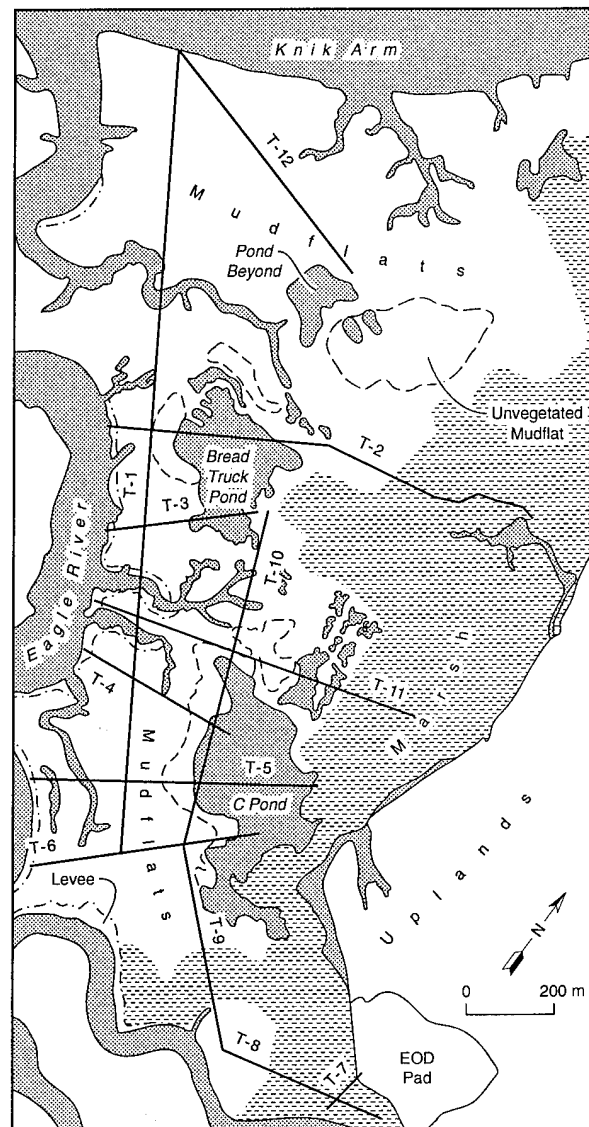 Knik Arm
T-12
Mudflats
Pond
Beyond
Unvegetated
Mudflat
T-2
Bread
Truck
Pond
T-1
T-3
T-10
Eagle River
T-11
Marsh
T-4
Mudflats
T-5
C Pond
T-6
Levee
Uplands
T-9
N
0 200 m
T-8
EOD
Pad
T-7